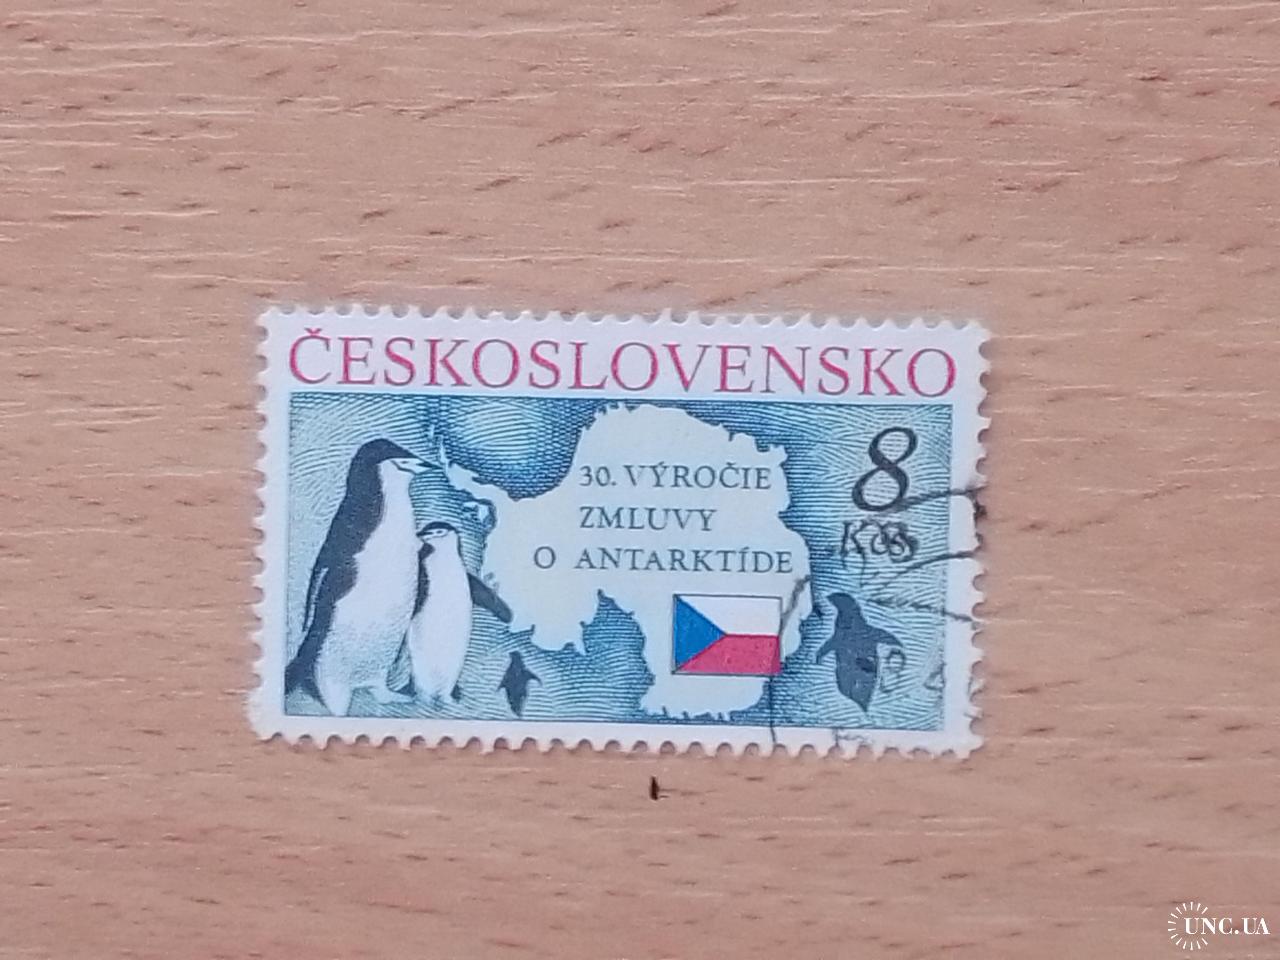 ČESKOSLOVENSKO
8
Kčs
30. VÝROČIE
ZMLUVY
O ANTARKTÍDE
UNC.UA